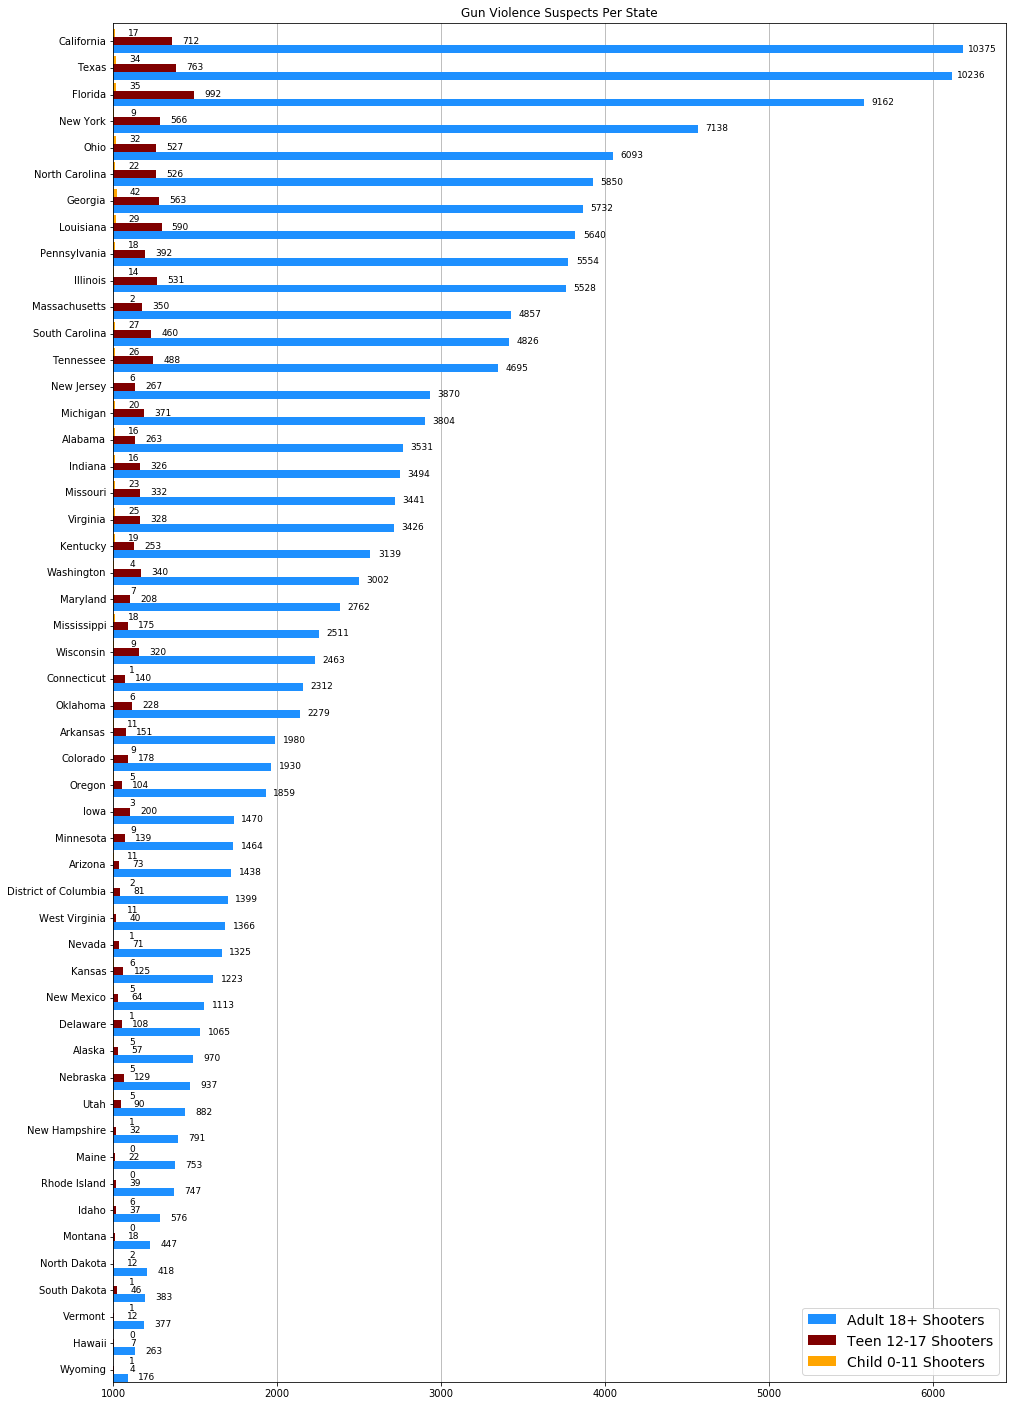 Gun Violence Suspects Per State
17
California 712
10375
34
Texas 763
10236
35
Florida 992
9162
9
New York 566
7138
32
Ohio 527
6093
22
North Carolina 526
5850
42
Georgia 563
5732
29
Louisiana 590
5640
18
Pennsylvania 392
5554
14
Illinois 531
5528
2
Massachusetts 350
4857
27
South Carolina 460
4826
26
Tennessee 488
4695
6
New Jersey 267
3870
20
Michigan 371
3804
16
Alabama 263
3531
16
Indiana 326
3494
23
Missouri 332
3441
25
Virginia 328
3426
19
Kentucky 253
3139
4
Washington 340
3002
7
Maryland 208
2762
18
Mississippi 175
2511
9
Wisconsin 320
2463
1
Connecticut 140
2312
6
Oklahoma 228
2279
11
Arkansas 151
1980
9
Colorado 178
1930
5
Oregon 104
1859
3
Iowa 200
1470
9
Minnesota 139
1464
11
Arizona 73
1438
2
District of Columbia 81
1399
11
West Virginia 40
1366
1
Nevada 71
1325
6
Kansas 125
1223
5
New Mexico 64
1113
1
Delaware 108
1065
5
Alaska 57
970
5
Nebraska 129
937
5
Utah 90
882
1
New Hampshire 32
791
0
Maine 22
753
0
Rhode Island 39
747
6
Idaho 37
576
0
Montana 18
447
2
North Dakota 12
418
1
South Dakota 46
383
1
Vermont 12
377
0
Hawaii 7
263
1
Wyoming 4
176
Adult 18+ Shooters
Teen 12-17 Shooters
Child 0-11 Shooters
1000 2000 3000 4000 5000 6000